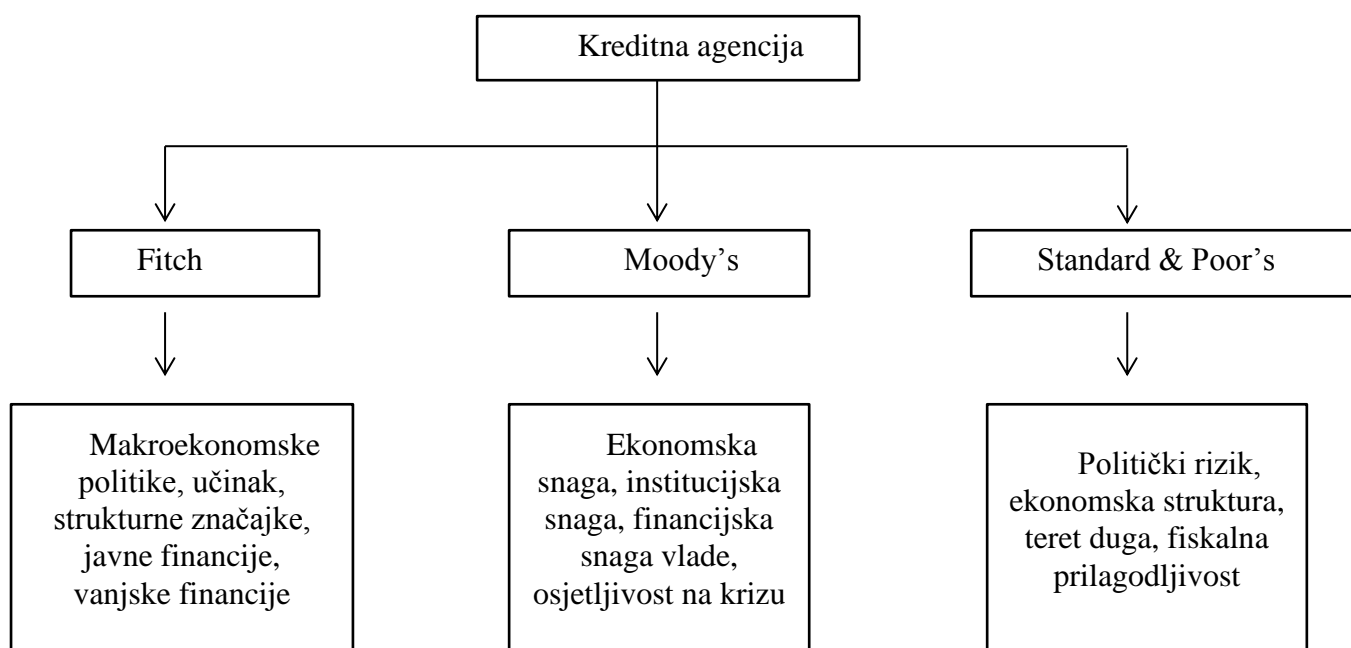 Kreditna agencija
Fitch
Moody’s
Standard & Poor’s
Makroekonomske
politike, učinak,
strukturne značajke,
javne financije,
vanjske financije
Ekonomska
snaga, institucijska
snaga, financijska
snaga vlade,
osjetljivost na krizu
Politički rizik,
ekonomska struktura,
teret duga, fiskalna
prilagodljivost